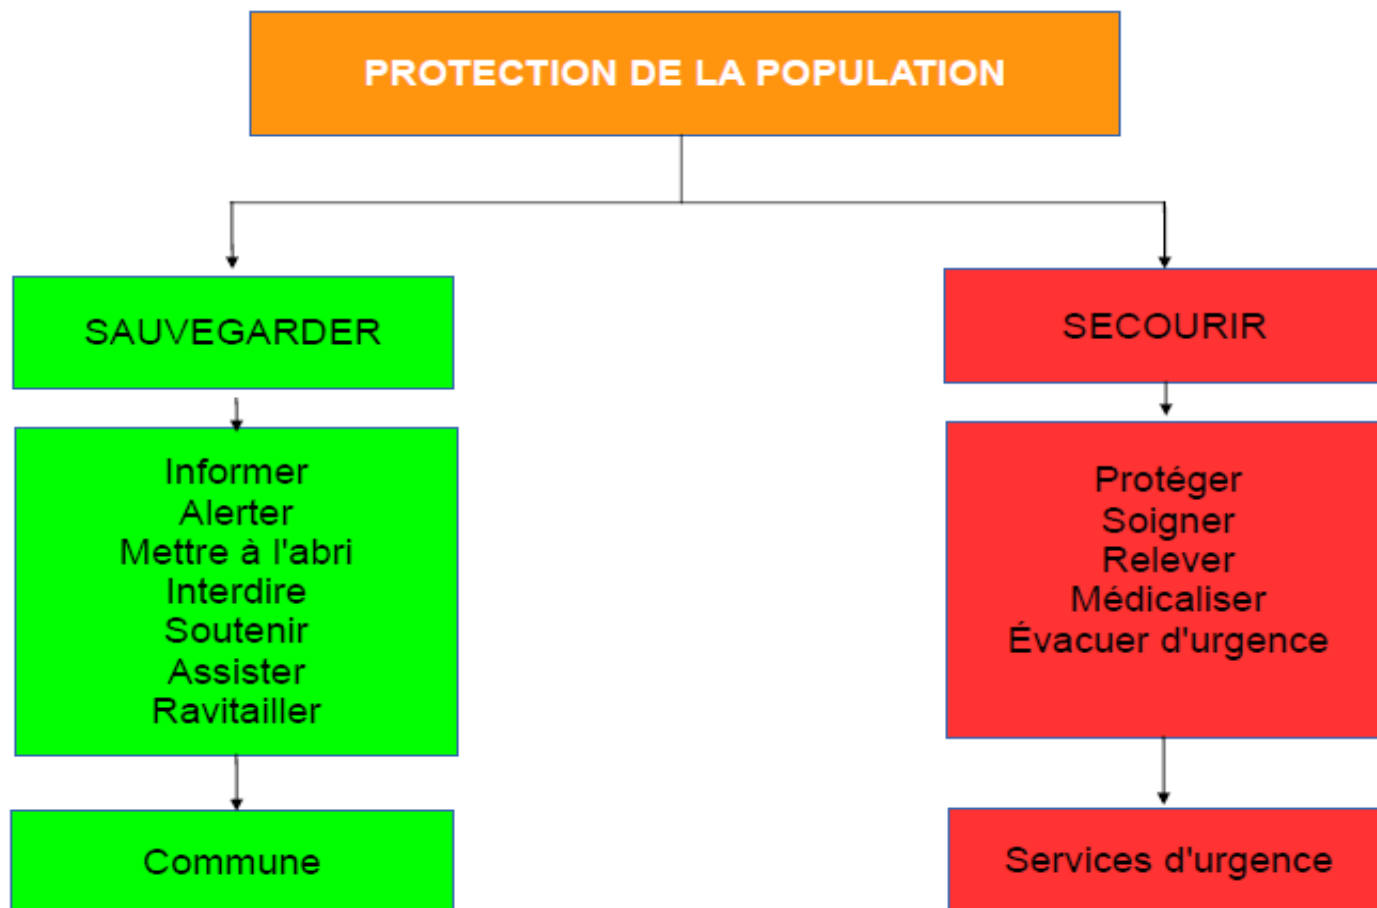 PROTECTION DE LA POPULATION
SAUVEGARDER
Informer
Alerter
Mettre à l'abri
Interdire
Soutenir
Assister
Ravitailler
Commune
SECOURIR
Protéger
Soigner
Relever
Médicaliser
Évacuer d'urgence
Services d'urgence